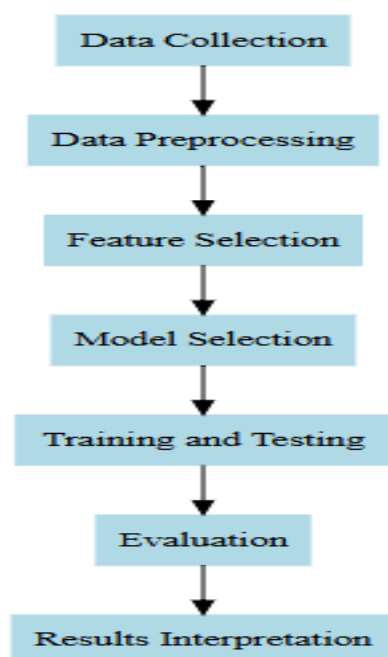 Data Collection
Data Preprocessing
Feature Selection
Model Selection
Training and Testing
Evaluation
Results Interpretation